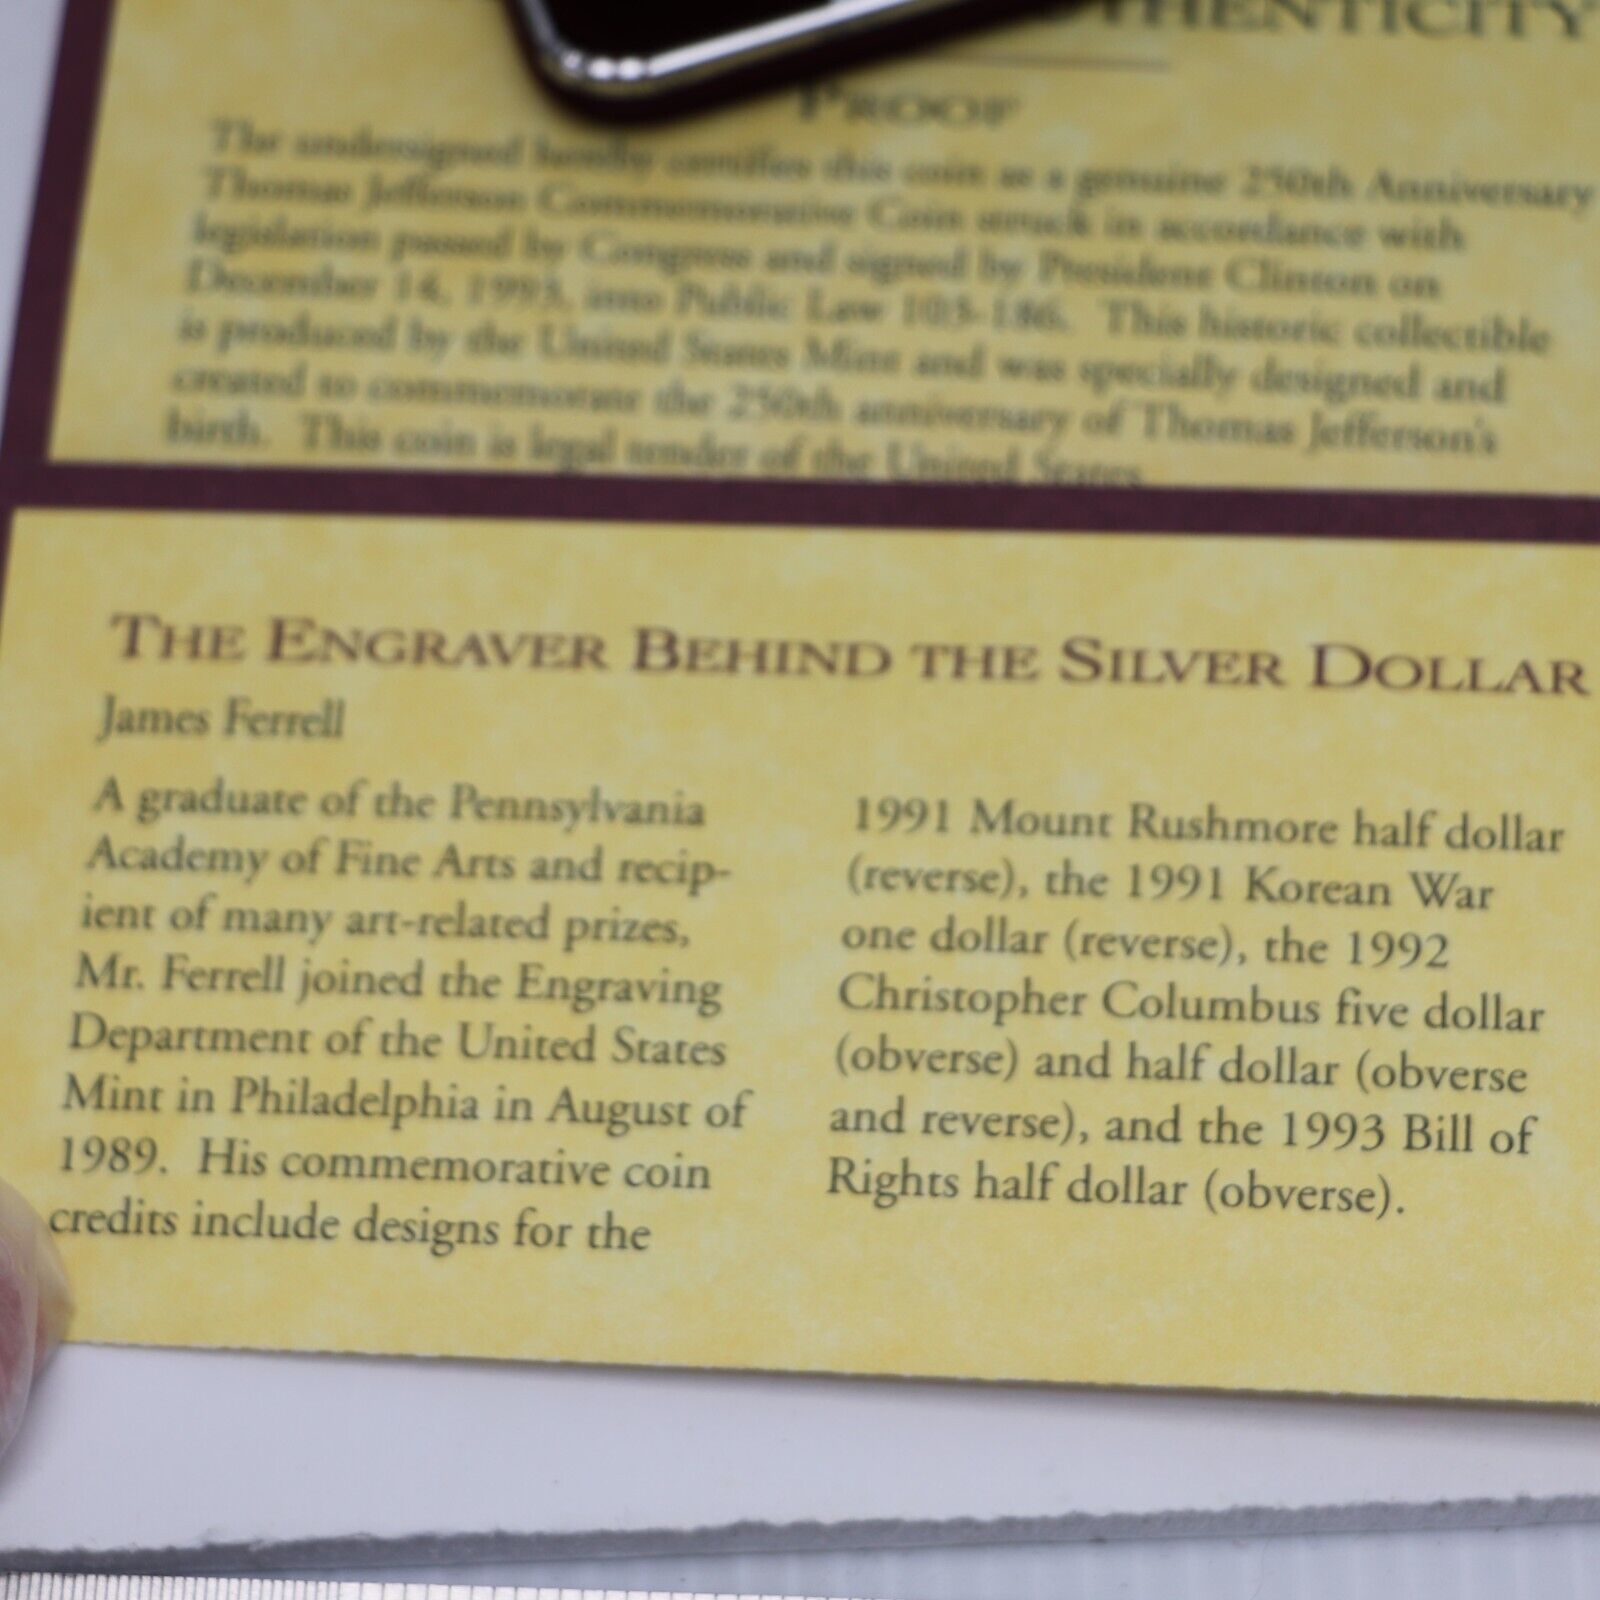 AUTHENTICITY
PROOF
The undersigned hereby certifies this coin as a genuine 250th Anniversary
Thomas Jefferson Commemorative Coin struck in accordance with
legislation passed by Congress and signed by President Clinton on
December 14, 1993, into Public Law 103-186. This historic collectible
is produced by the United States Mint and was specially designed and
created to commemorate the 250th anniversary of Thomas Jefferson's
birth. This coin is legal tender of the United States
THE ENGRAVER BEHIND THE SILVER DOLLAR
James Ferrell
A graduate of the Pennsylvania
Academy of Fine Arts and recip-
ient of many art-related prizes,
Mr. Ferrell joined the Engraving
Department of the United States
Mint in Philadelphia in August of
1989. His commemorative coin
credits include designs for the
1991 Mount Rushmore half dollar
(reverse), the 1991 Korean War
one dollar (reverse), the 1992
Christopher Columbus five dollar
(obverse) and half dollar (obverse
and reverse), and the 1993 Bill of
Rights half dollar (obverse).